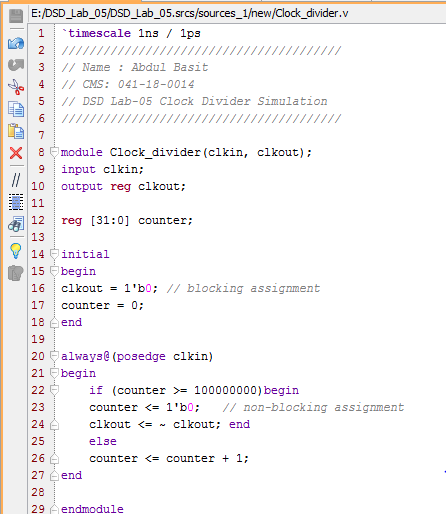 E:/DSD_Lab_05/DSD_Lab_05.srcs/sources_1/new/Clock_divider.v
1 `timescale 1ns / 1ps
2 //////////////////////////////////////
3 // Name : Abdul Basit
4 // CMS: 041-18-0014
5 // DSD Lab-05 Clock Divider Simulation
6 //////////////////////////////////////
7
8 module Clock_divider(clkin, clkout);
9 input clkin;
10 output reg clkout;
11
12 reg [31:0] counter;
13
14 initial
15 begin
16 clkout = 1'b0; // blocking assignment
17 counter = 0;
18 end
19
20 always@(posedge clkin)
21 begin
22     if (counter >= 100000000)begin
23     counter <= 1'b0;   // non-blocking assignment
24     clkout <= ~ clkout; end
25     else
26     counter <= counter + 1;
27 end
28
29 endmodule